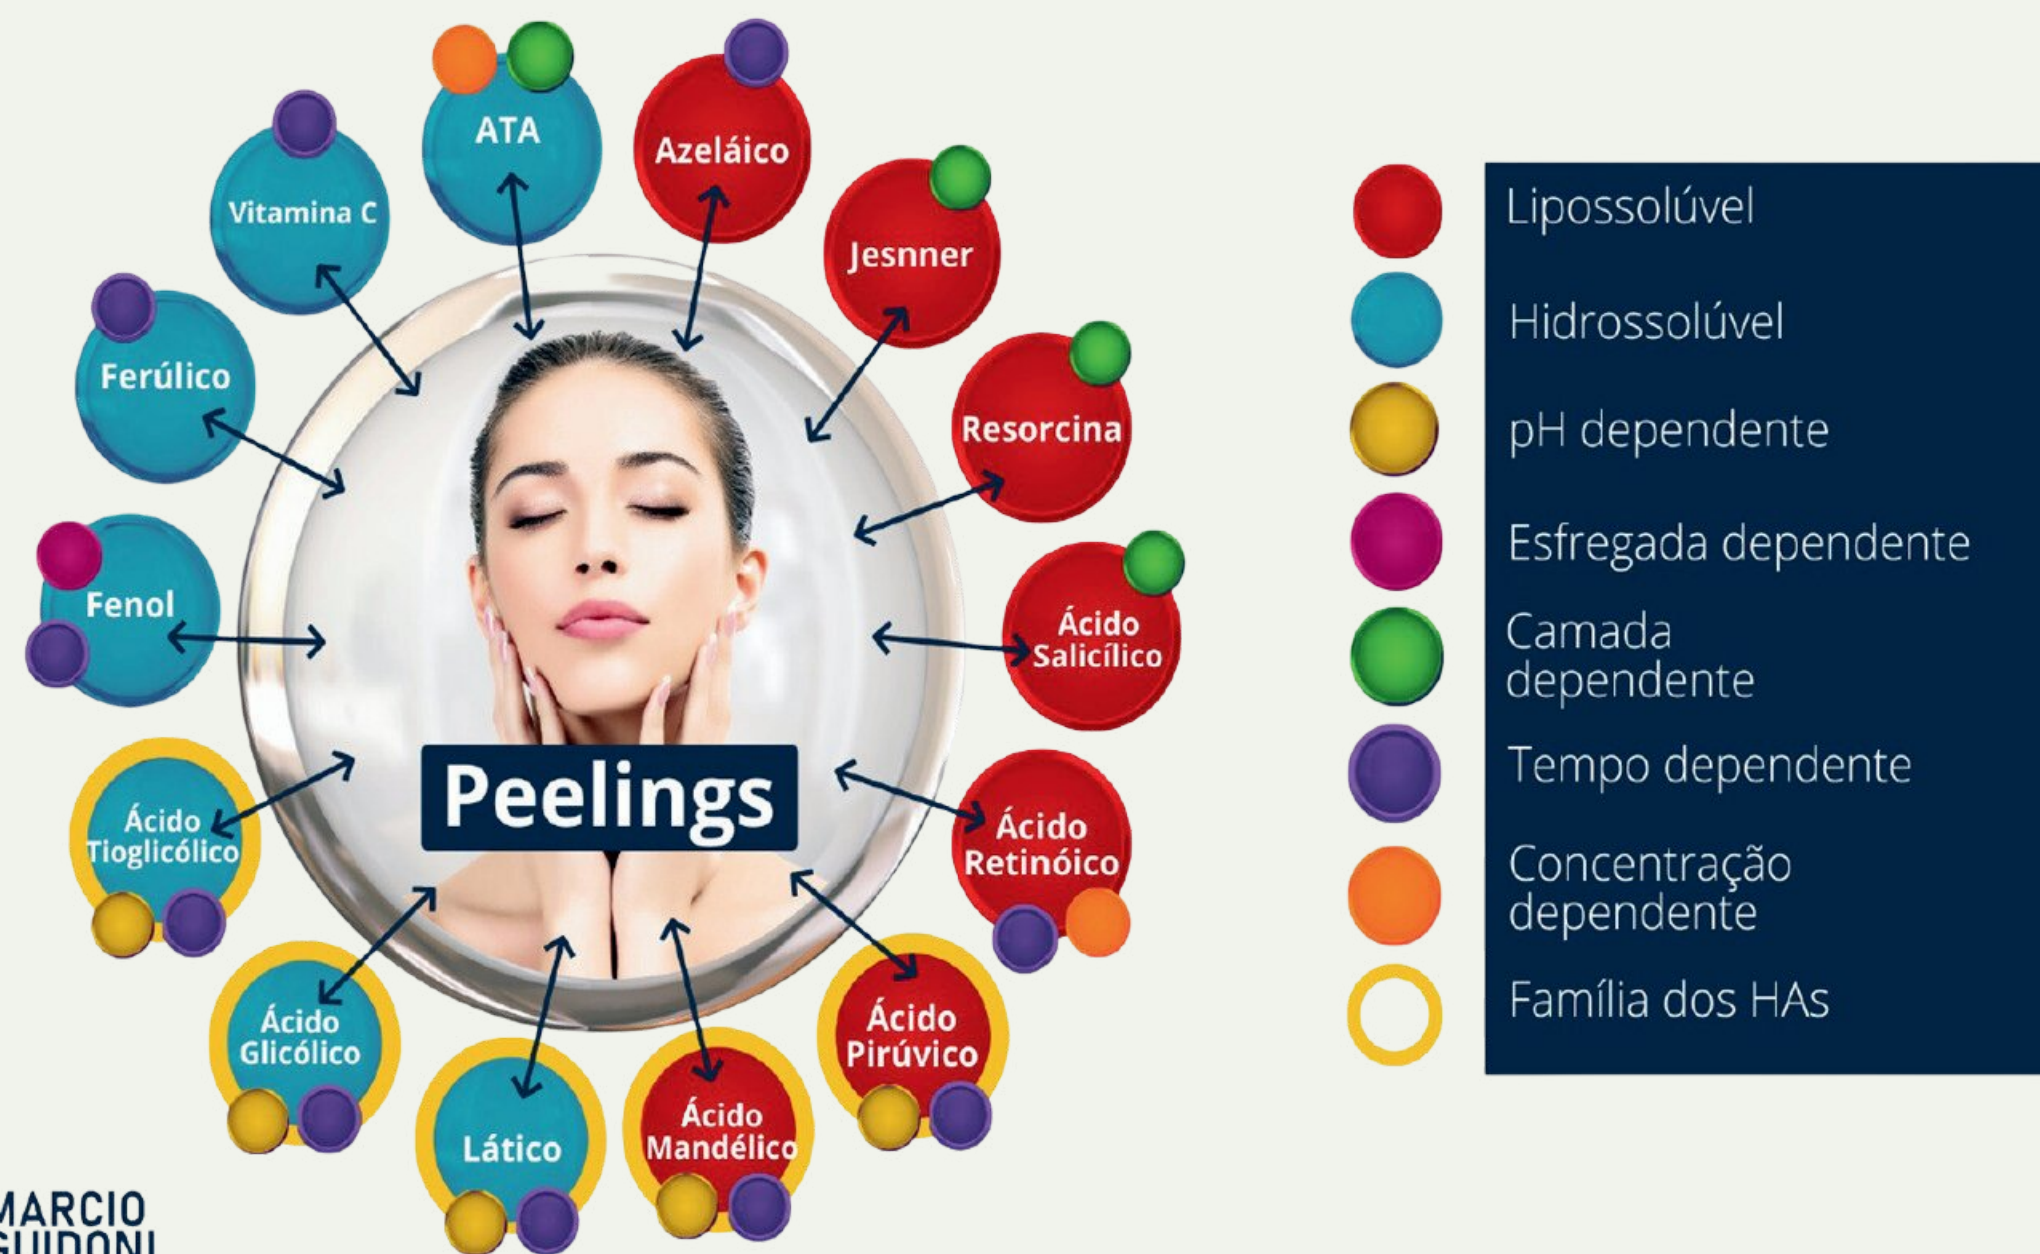 ATA
Azeláico
Vitamina C
Jesnner
Ferúlico
Resorcina
Fenol
Ácido
Salicílico
Peelings
Ácido
Tioglicólico
Ácido
Retinóico
Ácido
Glicólico
Ácido
Pirúvico
Lático
Ácido
Mandélico
MARCIO
GUIDONI
Lipossolúvel
Hidrossolúvel
pH dependente
Esfregada dependente
Camada
dependente
Tempo dependente
Concentração
dependente
Família dos HAs